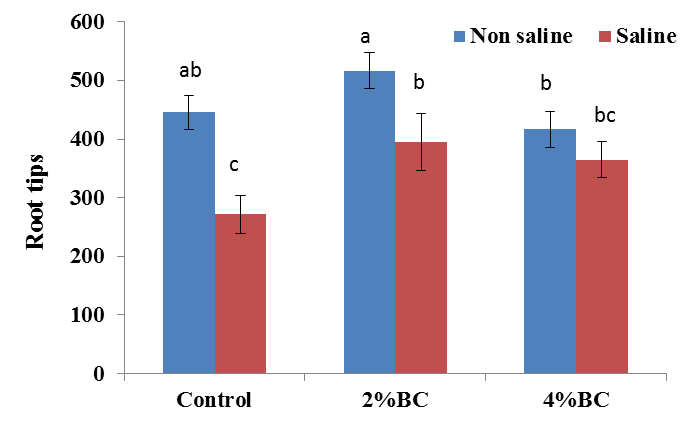 600
500
400
300
200
100
0
Root tips
Non saline
Saline
ab
c
a
b
b
bc
Control
2%BC
4%BC